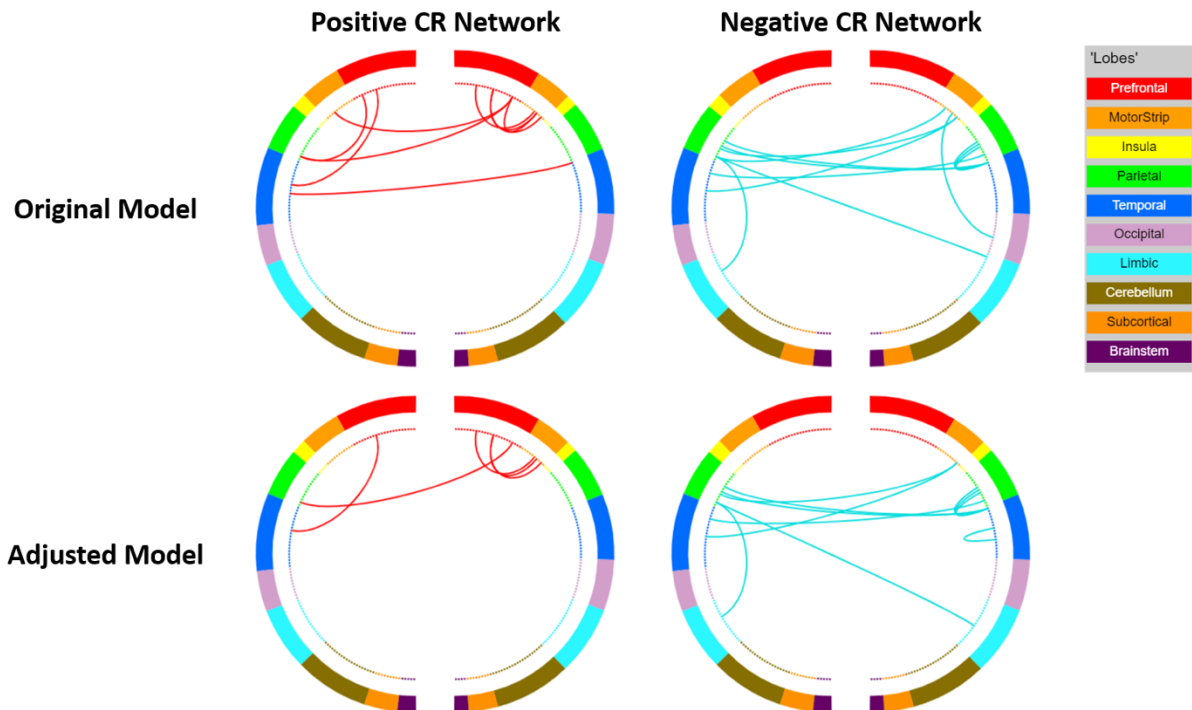 Positive CR Network
Negative CR Network
'Lobes'
Prefrontal
MotorStrip
Insula
Parietal
Temporal
Occipital
Limbic
Cerebellum
Subcortical
Brainstem
Original Model
Adjusted Model